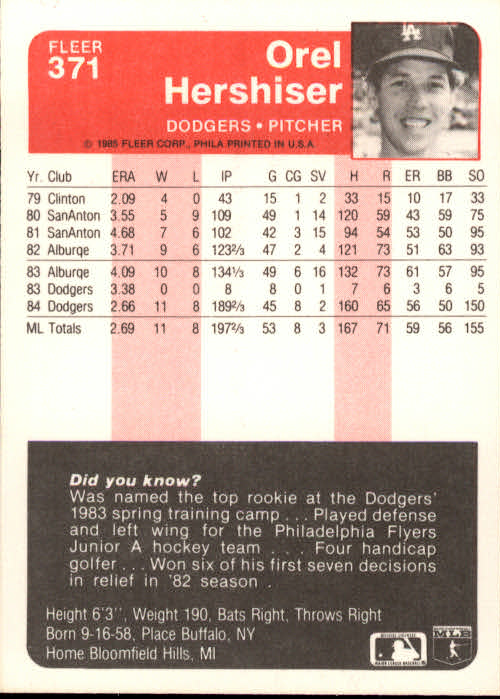 FLEER
371
Orel
Hershiser
DODGERS • PITCHER
© 1985 FLEER CORP., PHILA PRINTED IN U.S.A.
LA
Yr. Club ERA W L IP G CG SV H R ER BB SO
79 Clinton 2.09 4 0 43 15 1 2 33 15 10 17 33
80 SanAnton 3.55 5 9 109 49 1 14 120 59 43 59 75
81 SanAnton 4.68 7 6 102 42 3 15 94 54 53 50 95
82 Alburqe 3.71 9 6 123⅔ 47 2 4 121 73 51 63 93
83 Alburqe 4.09 10 8 134⅓ 49 6 16 132 73 61 57 95
83 Dodgers 3.38 0 0 8 8 0 1 7 6 3 6 5
84 Dodgers 2.66 11 8 189⅔ 45 8 2 160 65 56 50 150
ML Totals 2.69 11 8 197⅔ 53 8 3 167 71 59 56 155
Did you know?
Was named the top rookie at the Dodgers'
1983 spring training camp . . . Played defense
and left wing for the Philadelphia Flyers
Junior A hockey team . . . Four handicap
golfer . . . Won six of his first seven decisions
in relief in '82 season .
Height 6'3'', Weight 190, Bats Right, Throws Right
Born 9-16-58, Place Buffalo, NY
Home Bloomfield Hills, MI
MAJOR LEAGUE BASEBALL